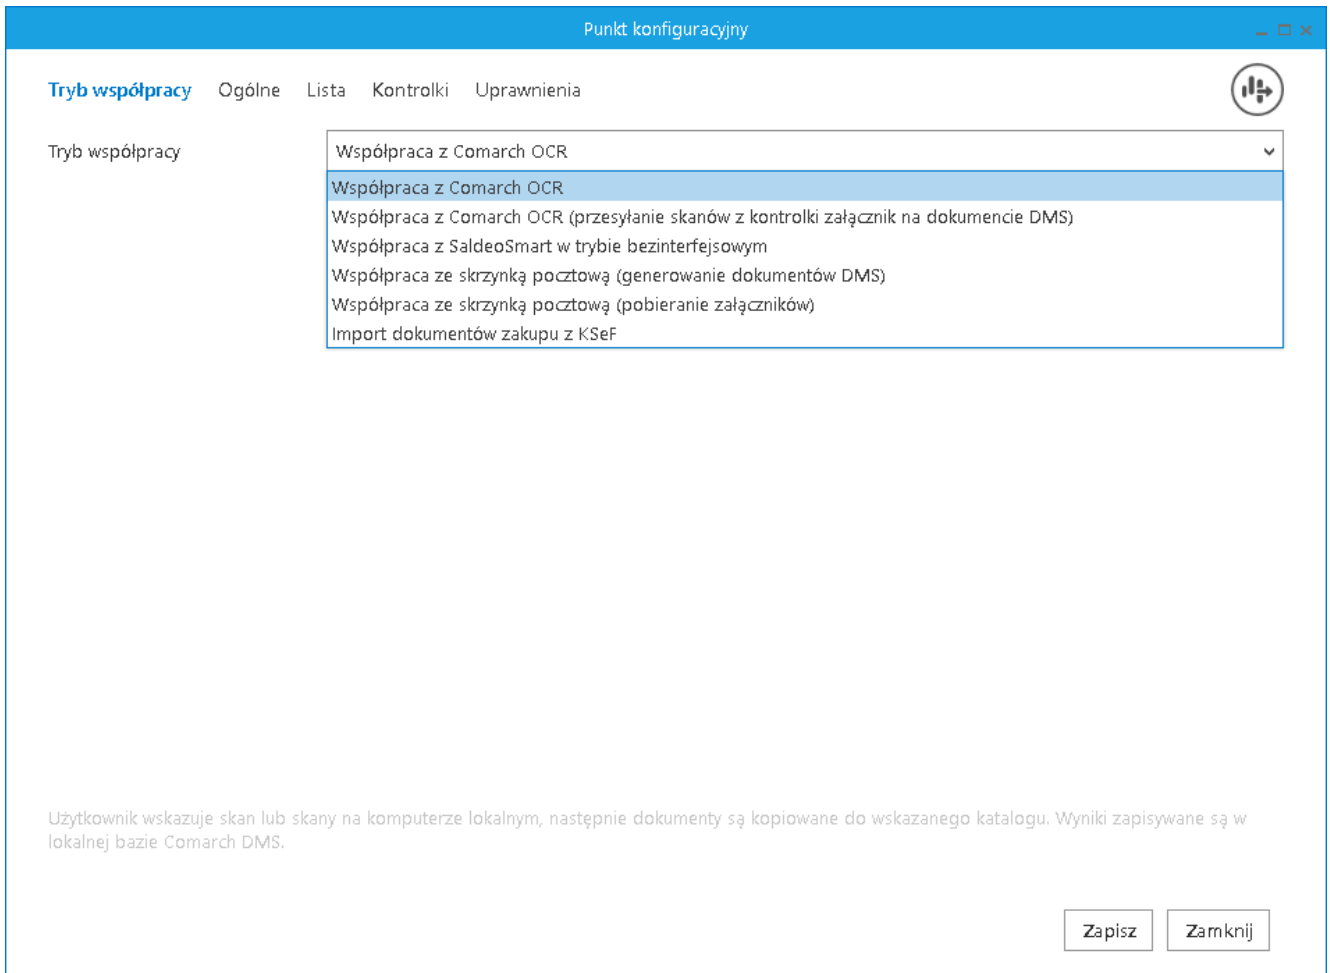 Punkt konfiguracyjny
Tryb współpracy Ogólne Lista Kontrolki Uprawnienia
Tryb współpracy Współpraca z Comarch OCR
Współpraca z Comarch OCR
Współpraca z Comarch OCR (przesyłanie skanów z kontrolki załącznik na dokumencie DMS)
Współpraca z SaldeoSmart w trybie bezinterfejsowym
Współpraca ze skrzynką pocztową (generowanie dokumentów DMS)
Współpraca ze skrzynką pocztową (pobieranie załączników)
Import dokumentów zakupu z KSeF
Użytkownik wskazuje skan lub skany na komputerze lokalnym, następnie dokumenty są kopiowane do wskazanego katalogu. Wyniki zapisywane są w
lokalnej bazie Comarch DMS.
Zapisz Zamknij